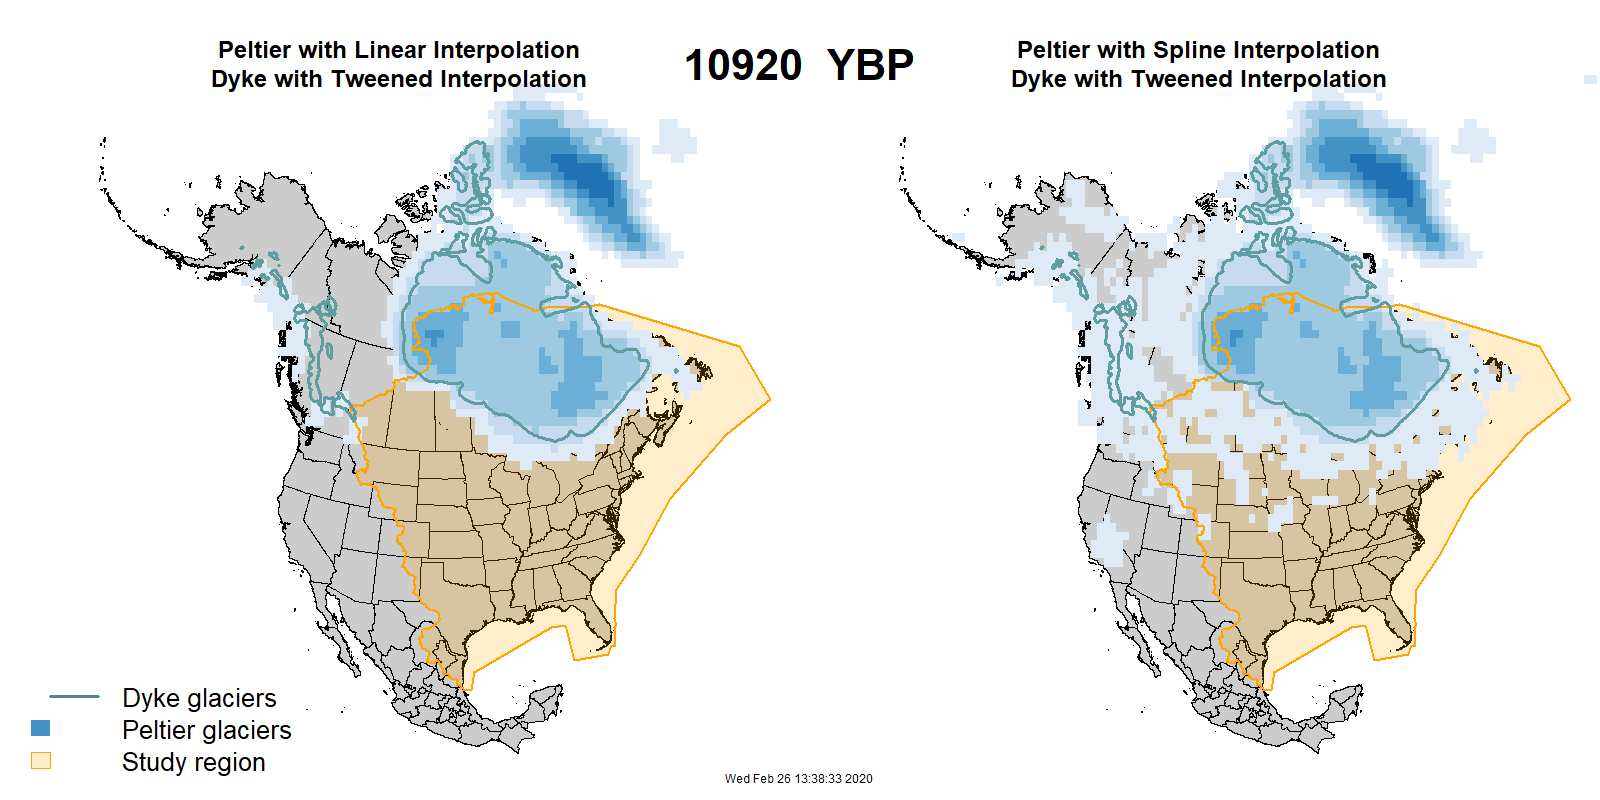 Peltier with Linear Interpolation
Dyke with Tweened Interpolation
10920 YBP
Peltier with Spline Interpolation
Dyke with Tweened Interpolation
Dyke glaciers
Peltier glaciers
Study region
Wed Feb 26 13:38:33 2020